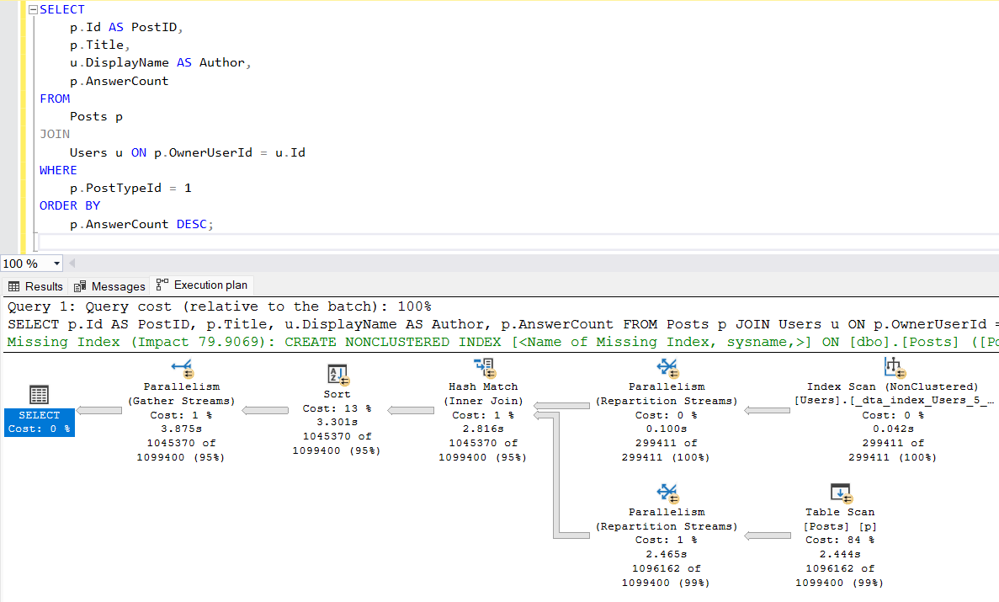 SELECT
p.Id AS PostID,
p.Title,
u.DisplayName AS Author,
p.AnswerCount
FROM
Posts p
JOIN
Users u ON p.OwnerUserId = u.Id
WHERE
p.PostTypeId = 1
ORDER BY
p.AnswerCount DESC;
100 %
Results Messages Execution plan
Query 1: Query cost (relative to the batch): 100%
SELECT p.Id AS PostID, p.Title, u.DisplayName AS Author, p.AnswerCount FROM Posts p JOIN Users u ON p.OwnerUserId =
Missing Index (Impact 79.9069): CREATE NONCLUSTERED INDEX [<Name of Missing Index, sysname,>] ON [dbo].[Posts] ([Po
SELECT
Cost: 0 %
Parallelism
(Gather Streams)
Cost: 1 %
3.875s
1045370 of
1099400 (95%)
Sort
Cost: 13 %
3.301s
1045370 of
1099400 (95%)
Hash Match
(Inner Join)
Cost: 1 %
2.816s
1045370 of
1099400 (95%)
Parallelism
(Repartition Streams)
Cost: 0 %
0.100s
299411 of
299411 (100%)
Index Scan (NonClustered)
[Users].[_dta_index_Users_5_…
Cost: 0 %
0.042s
299411 of
299411 (100%)
Parallelism
(Repartition Streams)
Cost: 1 %
2.465s
1096162 of
1099400 (99%)
Table Scan
[Posts] [p]
Cost: 84 %
2.444s
1096162 of
1099400 (99%)